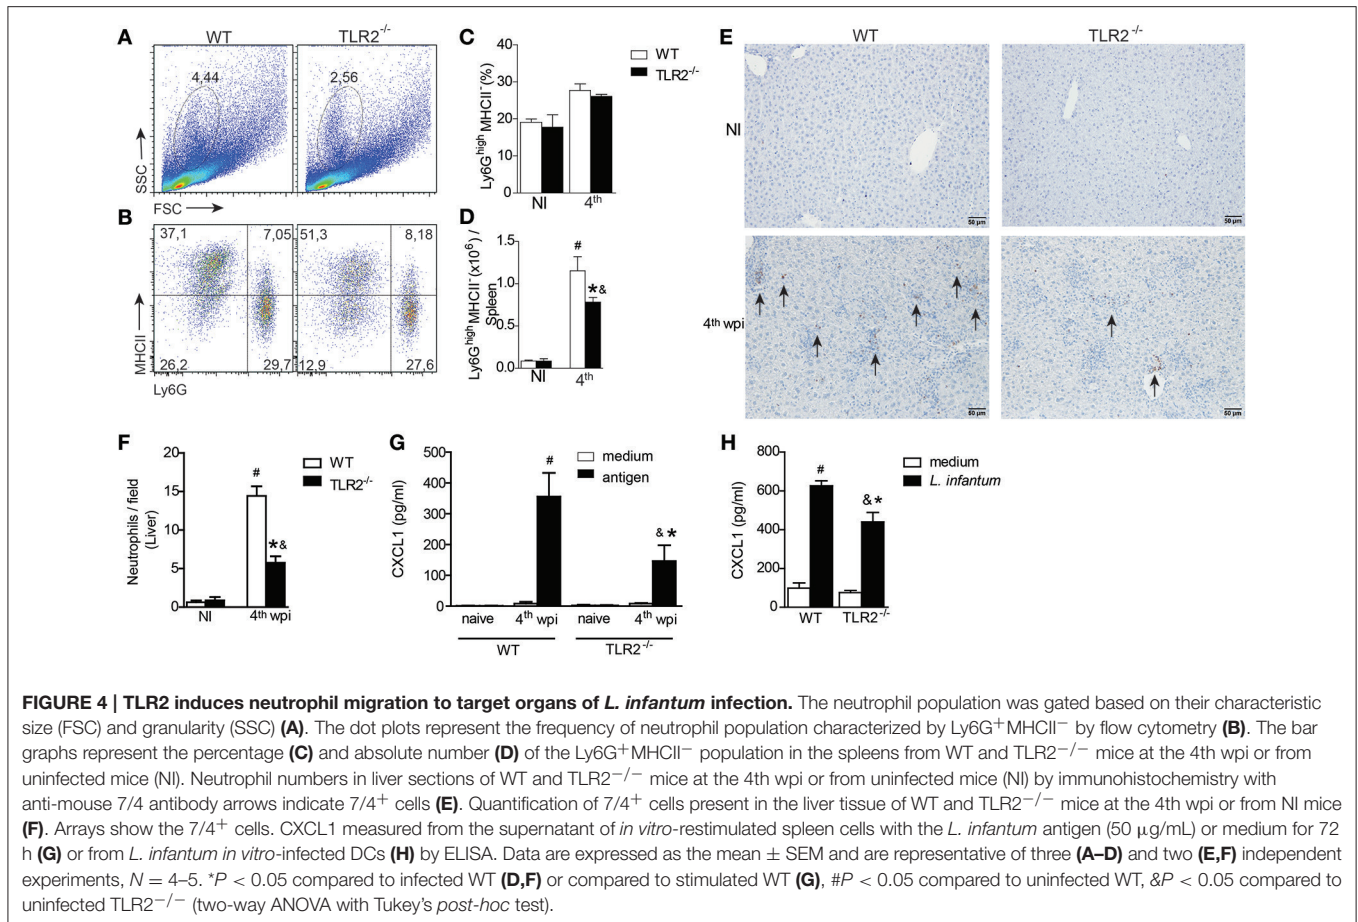 A
WT
TLR2-/-
4,44
2,56
SSC
FSC
B
37,1
7,05
51,3
8,18
26,2
29,7
12,9
27,6
MHCII
Ly6G
C
WT
TLR2-/-
Ly6Ghigh MHCII-(%)
40
30
20
10
0
NI
4th
D
Ly6Ghigh MHCII-(x10^6) /
Spleen
1.5
1.0
0.5
0.0
#
*&
NI
4th
E
WT
TLR2-/-
NI
50 µm
50 µm
4th wpi
50 µm
50 µm
F
Neutrophils / field
(Liver)
20
15
10
5
0
#
*&
WT
TLR2-/-
NI
4th wpi
G
CXCL1 (pg/ml)
500
400
300
200
100
0
medium
antigen
#
& *
naive
4th wpi
naive
4th wpi
WT
TLR2-/-
H
CXCL1 (pg/ml)
800
600
400
200
0
medium
L. infantum
#
& *
WT
TLR2-/-
FIGURE 4 | TLR2 induces neutrophil migration to target organs of L. infantum infection. The neutrophil population was gated based on their characteristic
size (FSC) and granularity (SSC) (A). The dot plots represent the frequency of neutrophil population characterized by Ly6G+MHCII− by flow cytometry (B). The bar
graphs represent the percentage (C) and absolute number (D) of the Ly6G+MHCII− population in the spleens from WT and TLR2−/− mice at the 4th wpi or from
uninfected mice (NI). Neutrophil numbers in liver sections of WT and TLR2−/− mice at the 4th wpi or from uninfected mice (NI) by immunohistochemistry with
anti-mouse 7/4 antibody arrows indicate 7/4+ cells (E). Quantification of 7/4+ cells present in the liver tissue of WT and TLR2−/− mice at the 4th wpi or from NI mice
(F). Arrays show the 7/4+ cells. CXCL1 measured from the supernatant of in vitro-restimulated spleen cells with the L. infantum antigen (50 µg/mL) or medium for 72
h (G) or from L. infantum in vitro-infected DCs (H) by ELISA. Data are expressed as the mean ± SEM and are representative of three (A–D) and two (E,F) independent
experiments, N = 4–5. *P < 0.05 compared to infected WT (D,F) or compared to stimulated WT (G), #P < 0.05 compared to uninfected WT, &P < 0.05 compared to
uninfected TLR2−/− (two-way ANOVA with Tukey's post-hoc test).